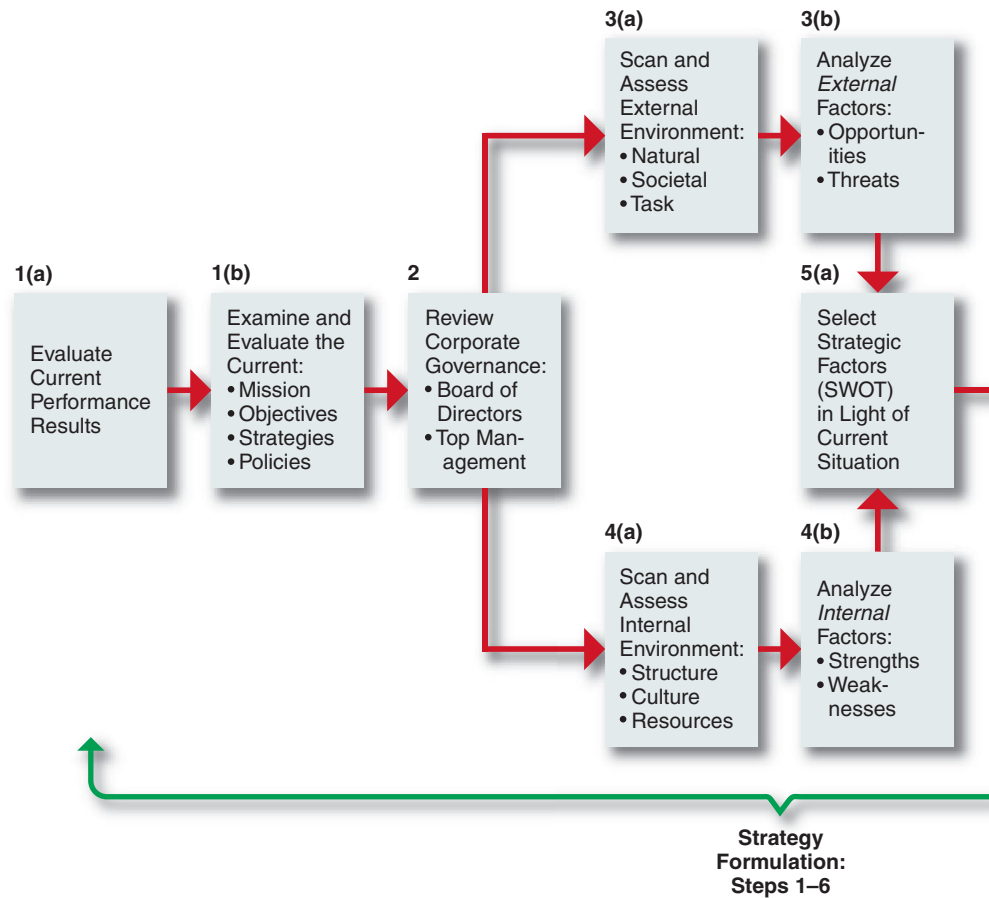 1(a)
Evaluate
Current
Performance
Results
1(b)
Examine and
Evaluate the
Current:
• Mission
• Objectives
• Strategies
• Policies
2
Review
Corporate
Governance:
• Board of
Directors
• Top Man-
agement
3(a)
Scan and
Assess
External
Environment:
• Natural
• Societal
• Task
3(b)
Analyze
External
Factors:
• Opportun-
ities
• Threats
4(a)
Scan and
Assess
Internal
Environment:
• Structure
• Culture
• Resources
4(b)
Analyze
Internal
Factors:
• Strengths
• Weak-
nesses
5(a)
Select
Strategic
Factors
(SWOT)
in Light of
Current
Situation
Strategy
Formulation:
Steps 1–6